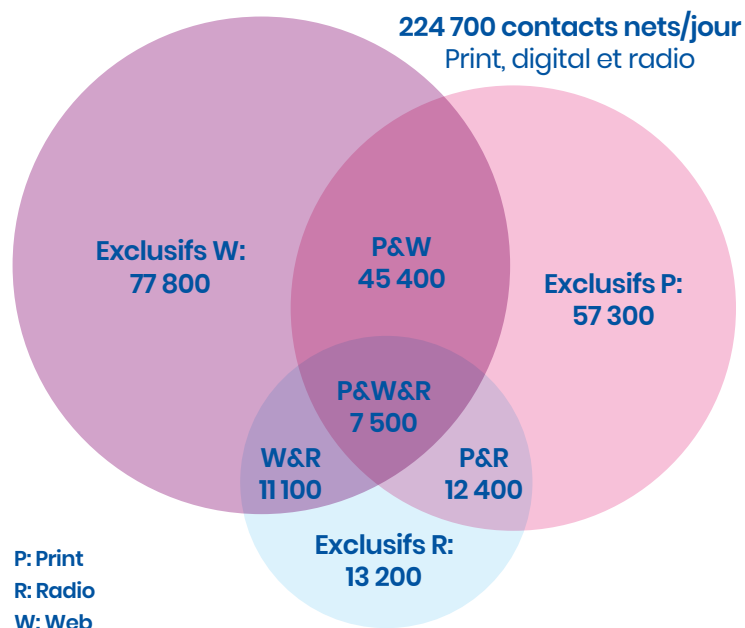 224 700 contacts nets/jour
Print, digital et radio
Exclusifs W:
77 800
P&W
45 400
Exclusifs P:
57 300
P&W&R
7 500
W&R
11 100
P&R
12 400
Exclusifs R:
13 200
P: Print
R: Radio
W: Web